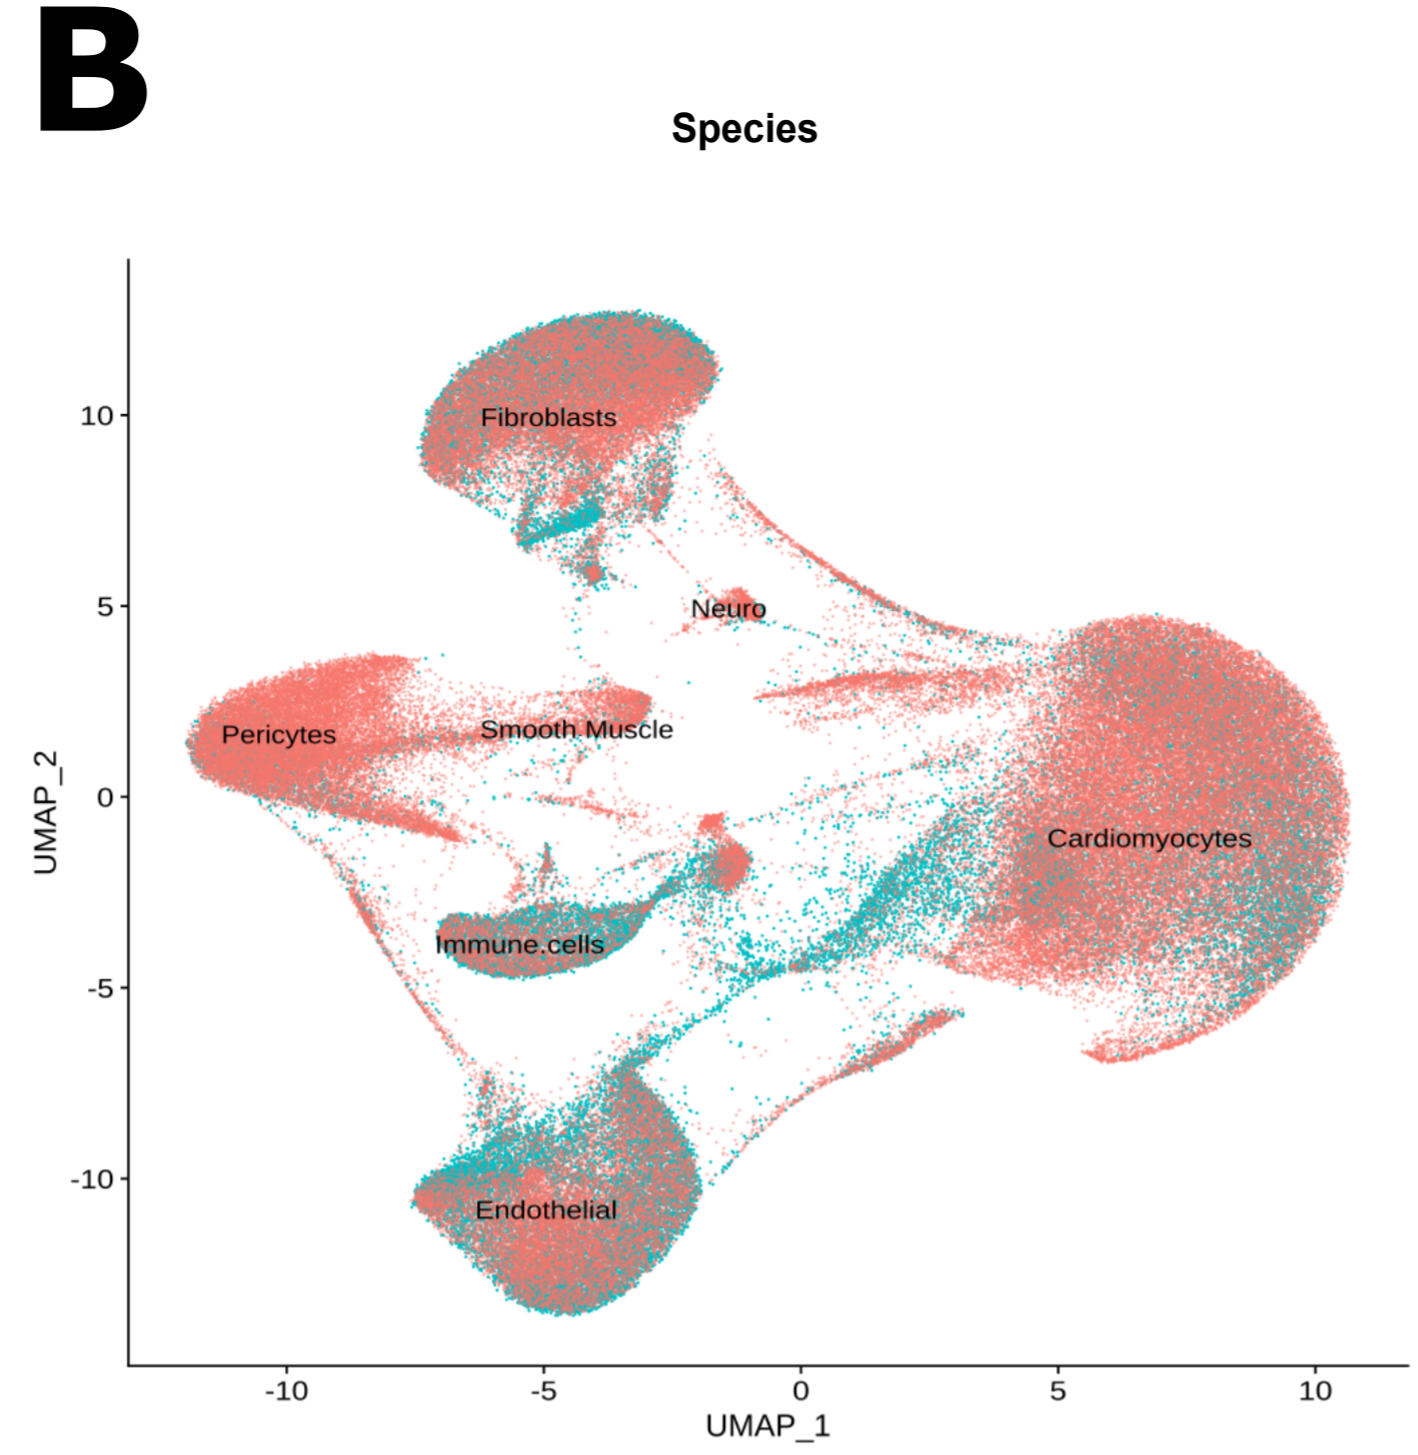 B
Species
Fibroblasts
Neuro
Pericytes
Smooth Muscle
Cardiomyocytes
Immune.cells
Endothelial
10
5
0
-5
-10
UMAP_2
-10
-5
0
5
10
UMAP_1